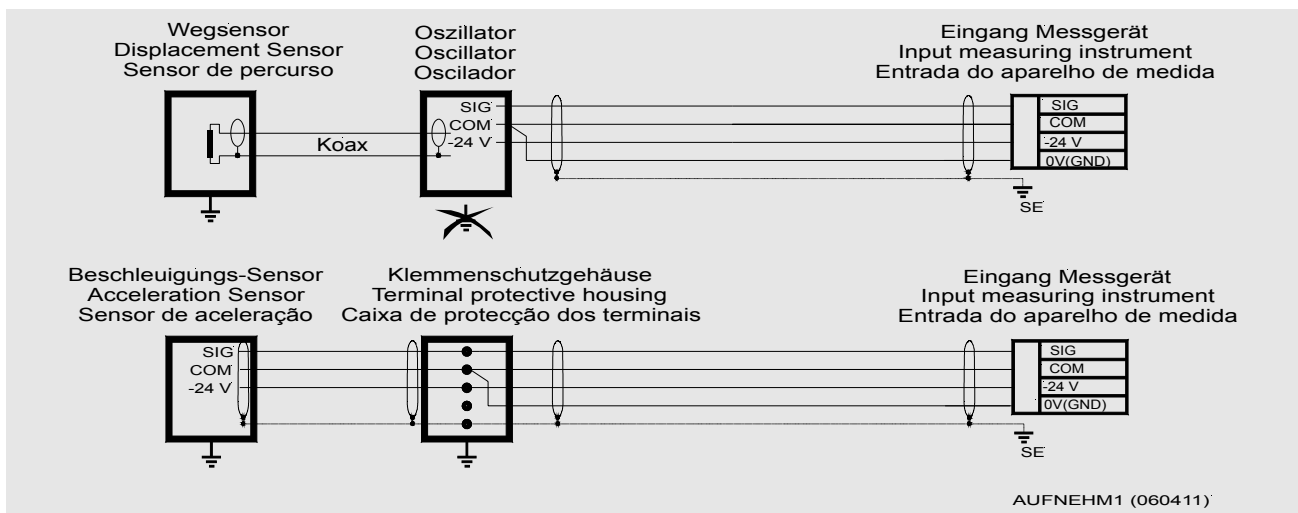 Wegsensor
Displacement Sensor
Sensor de percurso
Oszillator
Oscillator
Oscilador
Eingang Messgerät
Input measuring instrument
Entrada do aparelho de medida
SIG
COM
-24 V
Koax
SIG
COM
-24 V
0V(GND)
SE
Beschleuigungs-Sensor
Acceleration Sensor
Sensor de aceleração
Klemmenschutzgehäuse
Terminal protective housing
Caixa de protecção dos terminais
Eingang Messgerät
Input measuring instrument
Entrada do aparelho de medida
SIG
COM
-24 V
SIG
COM
-24 V
0V(GND)
SE
AUFNEHM1 (060411)